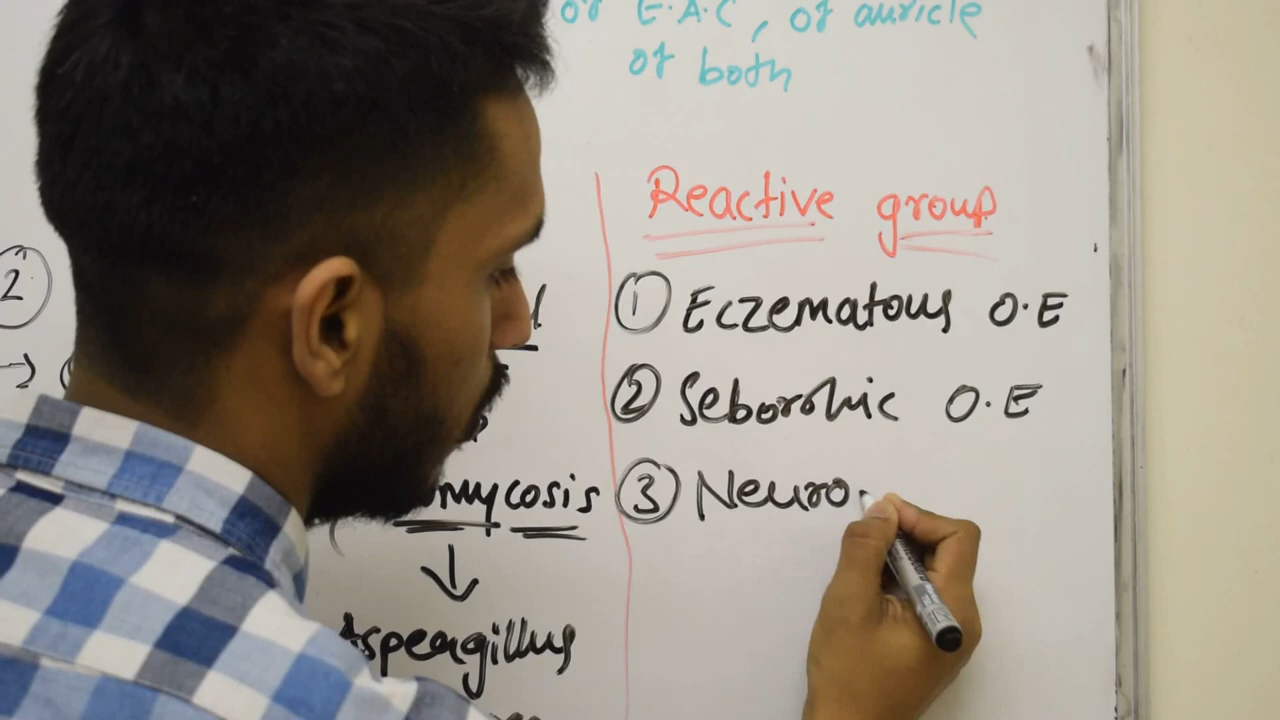 or E.A.C, of auricle
of both
Reactive group
① Eczematous O.E
② Seborrhic O.E
③ Neuro
2
mycosis
↓
Aspergillus